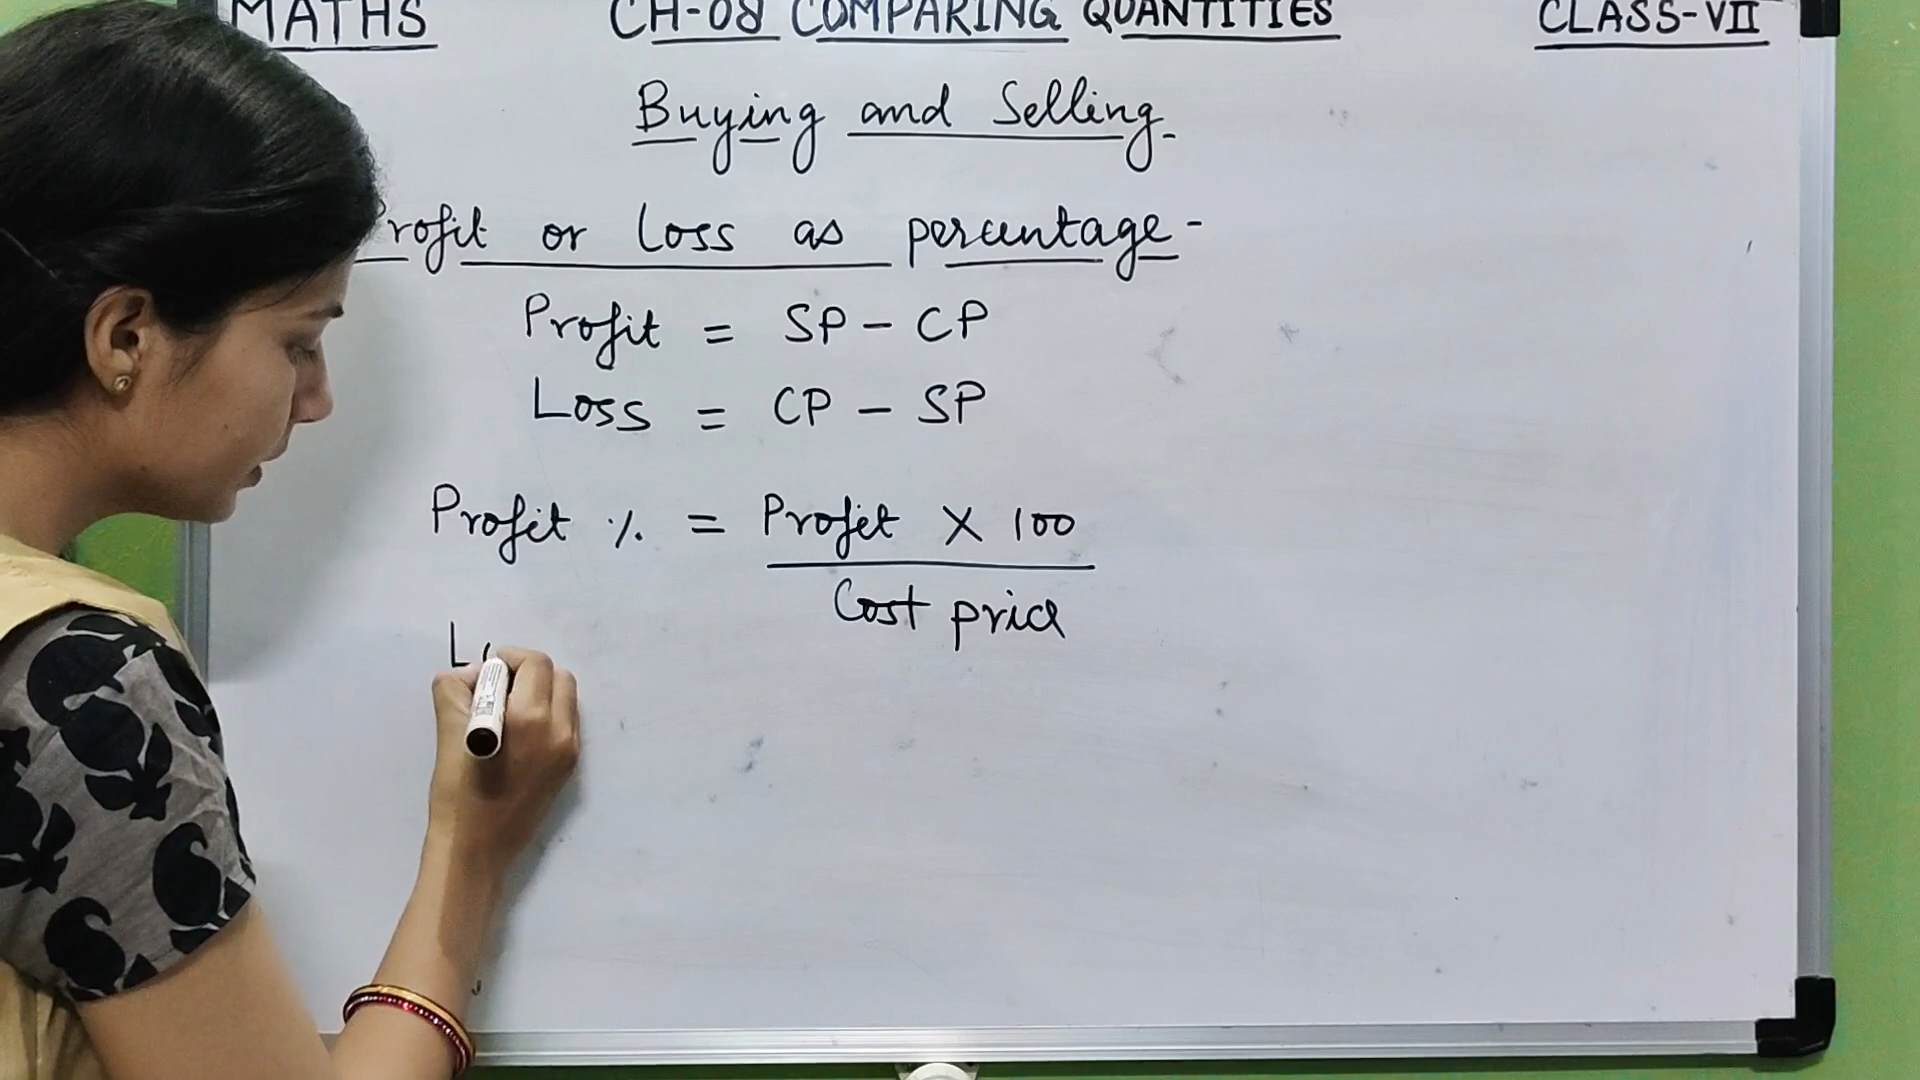 MATHS CH-08 COMPARING QUANTITIES CLASS-VII
Buying and Selling
Profit or Loss as percentage-
Profit = SP - CP
Loss = CP - SP
Profit % = Profit X 100
Cost price